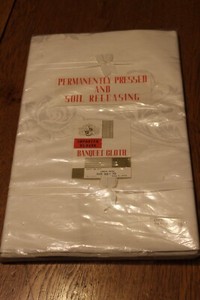 PERMANENTLY PRESSED
AND
SOIL RELEASING
BANQUET CLOTH